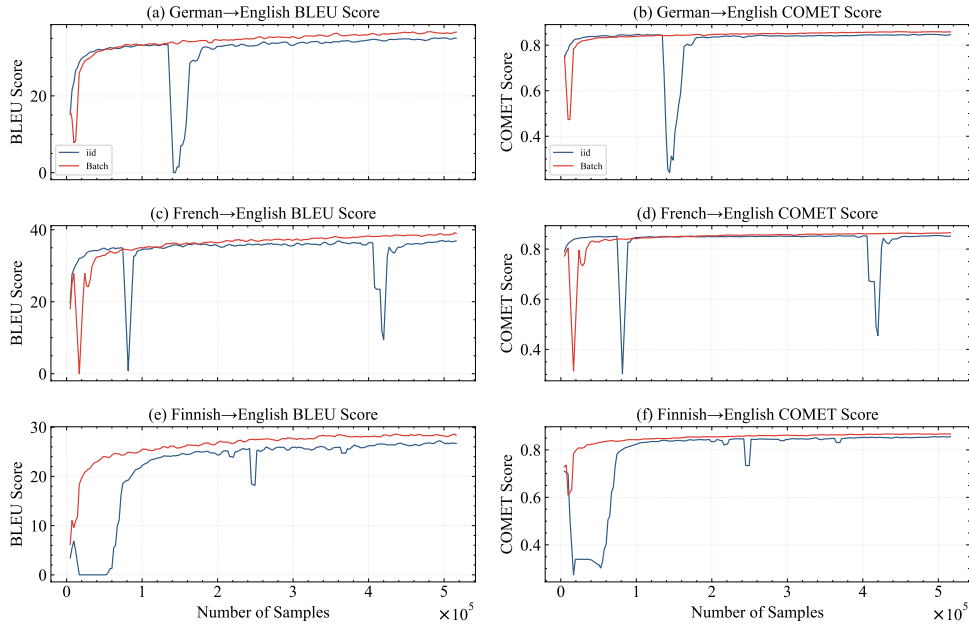 (a) German→English BLEU Score
BLEU Score
20
0
iid
Batch
(b) German→English COMET Score
COMET Score
0.8
0.6
0.4
iid
Batch
(c) French→English BLEU Score
BLEU Score
40
20
0
(d) French→English COMET Score
COMET Score
0.8
0.6
0.4
(e) Finnish→English BLEU Score
BLEU Score
30
20
10
0
0
1
2
3
4
5
Number of Samples
×10⁵
(f) Finnish→English COMET Score
COMET Score
0.8
0.6
0.4
0
1
2
3
4
5
Number of Samples
×10⁵